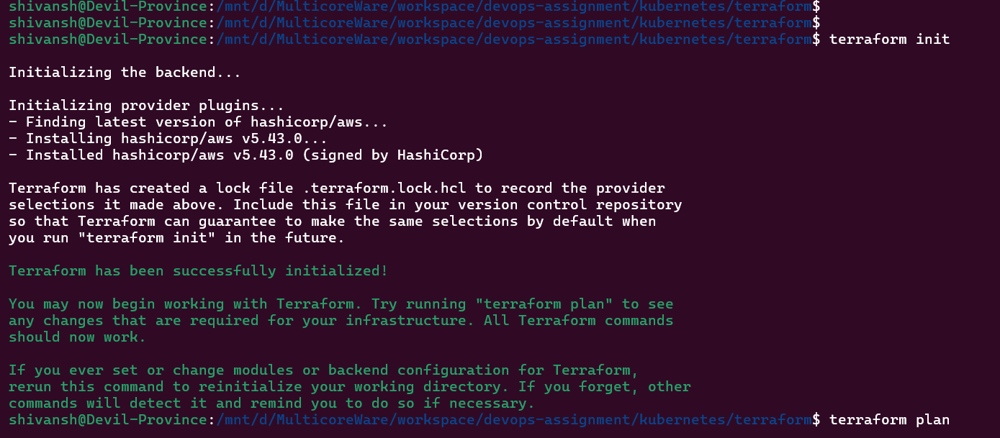 shivansh@Devil-Province:/mnt/d/MulticoreWare/workspace/devops-assignment/kubernetes/terraform$
shivansh@Devil-Province:/mnt/d/MulticoreWare/workspace/devops-assignment/kubernetes/terraform$
shivansh@Devil-Province:/mnt/d/MulticoreWare/workspace/devops-assignment/kubernetes/terraform$ terraform init
Initializing the backend...
Initializing provider plugins...
- Finding latest version of hashicorp/aws...
- Installing hashicorp/aws v5.43.0...
- Installed hashicorp/aws v5.43.0 (signed by HashiCorp)
Terraform has created a lock file .terraform.lock.hcl to record the provider
selections it made above. Include this file in your version control repository
so that Terraform can guarantee to make the same selections by default when
you run "terraform init" in the future.
Terraform has been successfully initialized!
You may now begin working with Terraform. Try running "terraform plan" to see
any changes that are required for your infrastructure. All Terraform commands
should now work.
If you ever set or change modules or backend configuration for Terraform,
rerun this command to reinitialize your working directory. If you forget, other
commands will detect it and remind you to do so if necessary.
shivansh@Devil-Province:/mnt/d/MulticoreWare/workspace/devops-assignment/kubernetes/terraform$ terraform plan